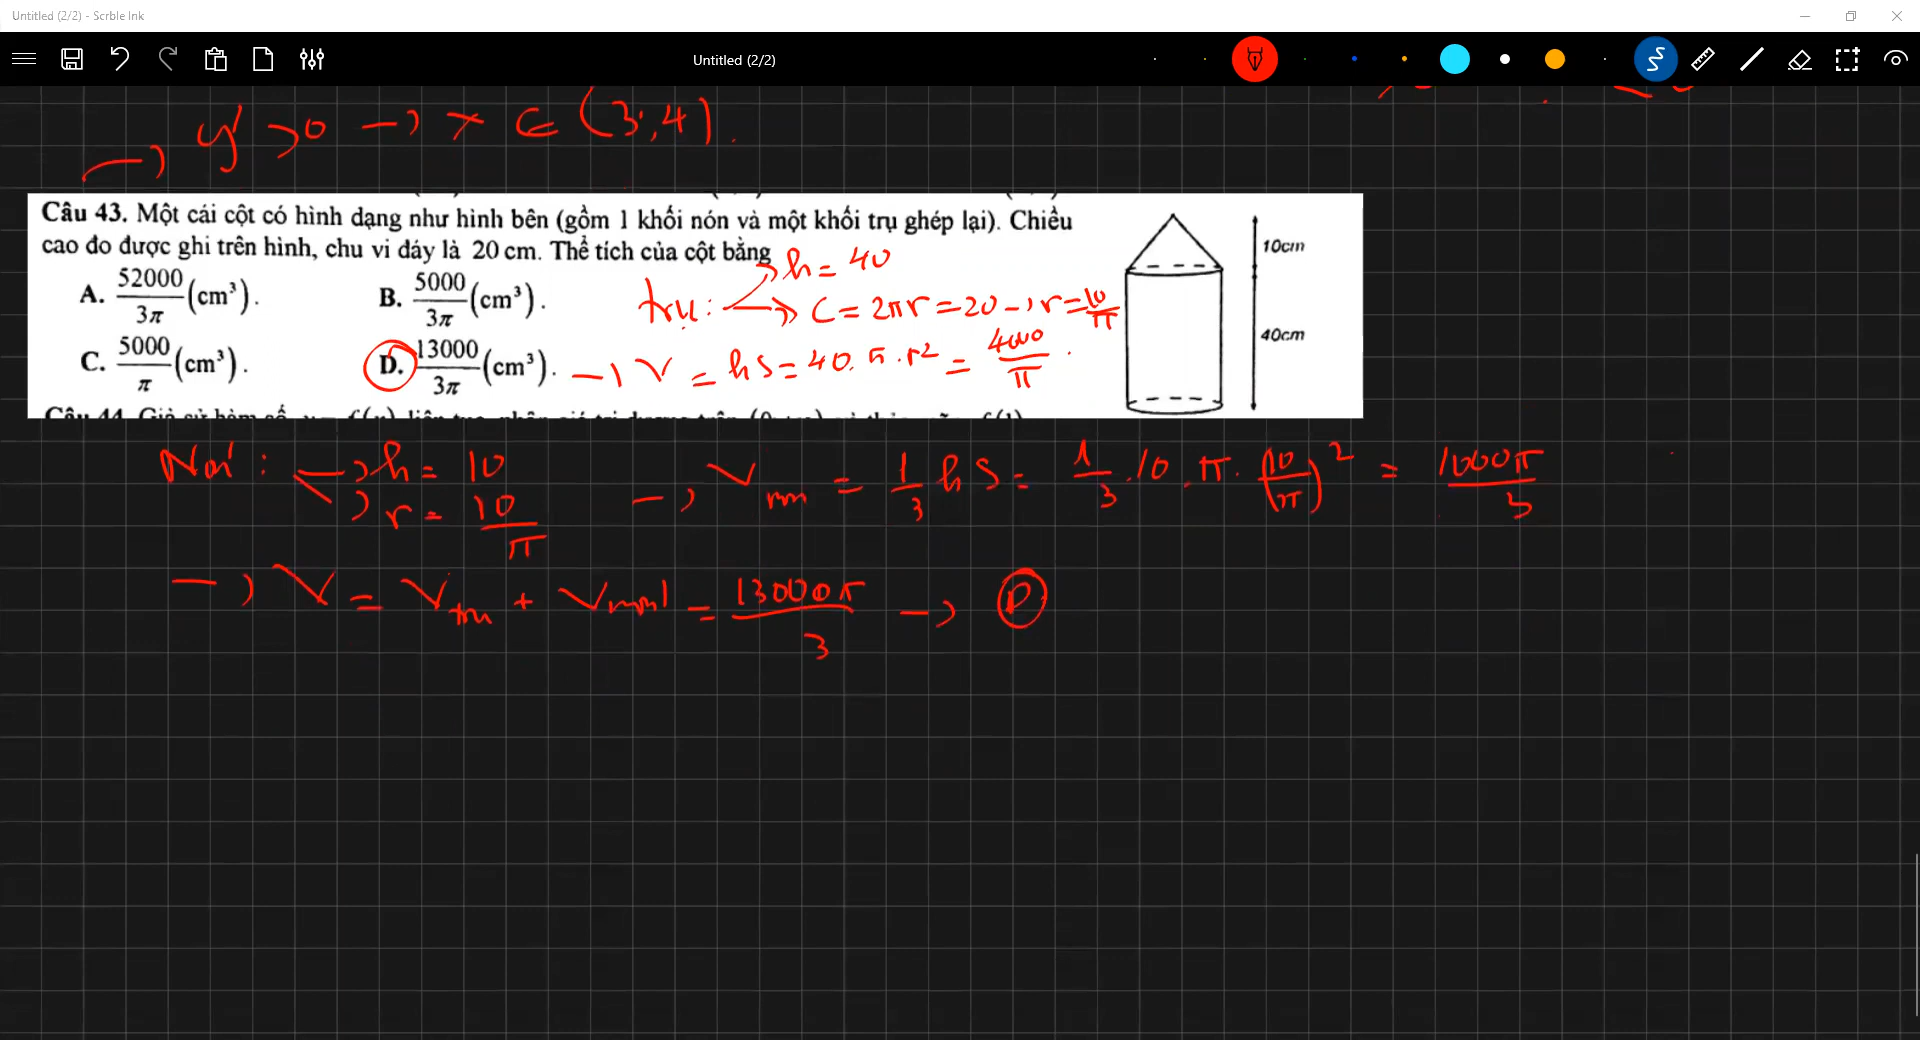 Untitled (2/2) - Scrble Ink
Untitled (2/2)
→ y' > 0 → x ∈ (3;4).
Câu 43. Một cái cột có hình dạng như hình bên (gồm 1 khối nón và một khối trụ ghép lại). Chiều
cao đo được ghi trên hình, chu vi đáy là 20 cm. Thể tích của cột bằng
A. 52000/3π (cm³).
B. 5000/3π (cm³).
C. 5000/π (cm³).
D. 13000/3π (cm³).
10cm
40cm
trụ: → h = 40
→ C = 2πr = 20 → r = 10/π
→ V = hS = 40.π.r² = 4000/π.
Nón: → h = 10
→ r = 10/π
→ V nón = 1/3 hS = 1/3 . 10 . π . (10/π)² = 1000π/3
→ V = V trụ + V nón = 13000π/3 → D